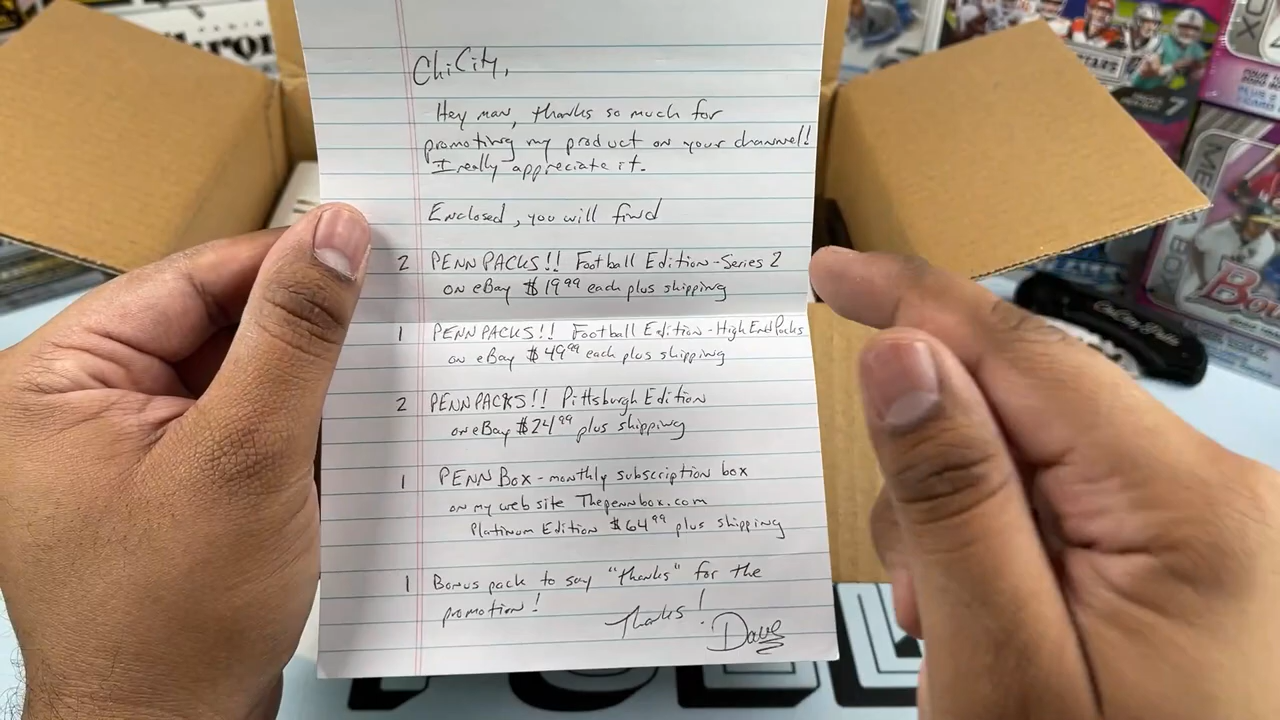 ChiCity,
Hey man, thanks so much for
promoting my product on your channel!
I really appreciate it.
Enclosed, you will find
2 PENN PACKS!! Football Edition - Series 2
on eBay $19.99 each plus shipping
1 PENN PACKS!! Football Edition - High End Packs
on eBay $49.99 each plus shipping
2 PENN PACKS!! Pittsburgh Edition
on eBay $24.99 plus shipping
1 PENN BOX - monthly subscription box
on my web site Thepennbox.com
Platinum Edition $64.99 plus shipping
1 Bonus pack to say "thanks" for the
promotion!
Thanks!
Dave
7
BOX
MEGA BOX